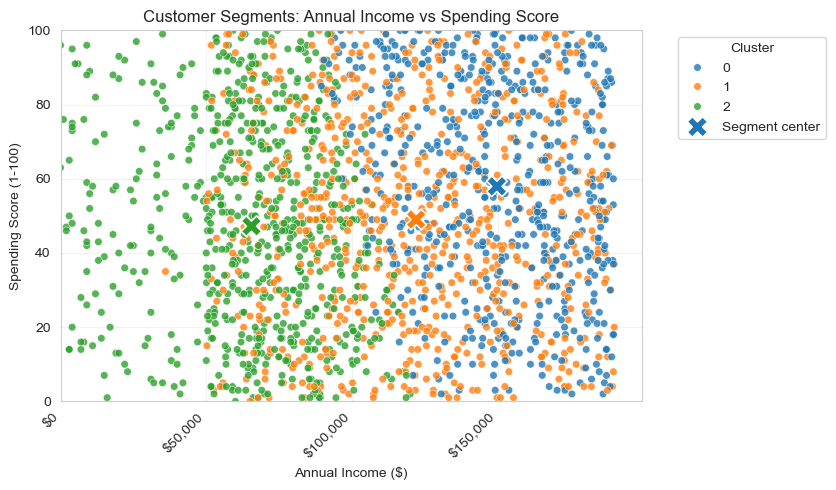 Customer Segments: Annual Income vs Spending Score
Spending Score (1-100)
100
80
60
40
20
0
$0
$50,000
$100,000
$150,000
Annual Income ($)
Cluster
0
1
2
Segment center